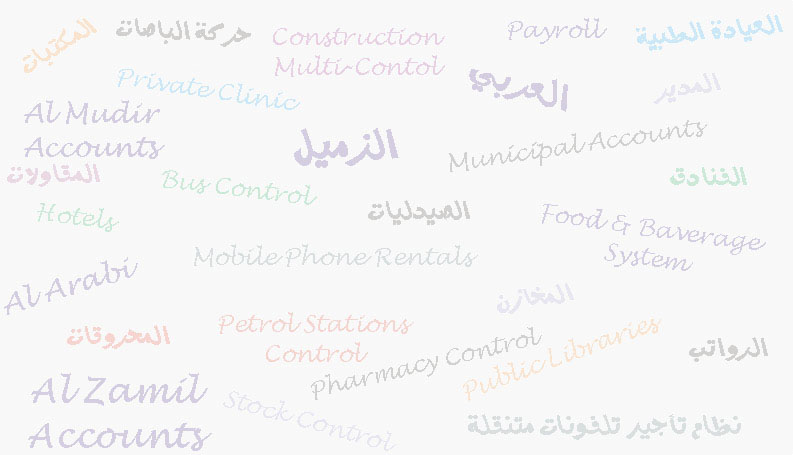 المكتبات
حركة الباصات
Construction
Multi-Contol
Payroll
العيادة الطبية
Private Clinic
العربي
المدير
Al Mudir
Accounts
الزميل
Municipal Accounts
المقاولات
Bus Control
الفنادق
Hotels
الصيدليات
Food & Baverage
System
Mobile Phone Rentals
Al Arabi
المخازن
المحروقات
Petrol Stations
Control
Pharmacy Control
Public Libraries
الرواتب
Al Zamil
Accounts
Stock Control
نظام تأجير تلفونات متنقلة